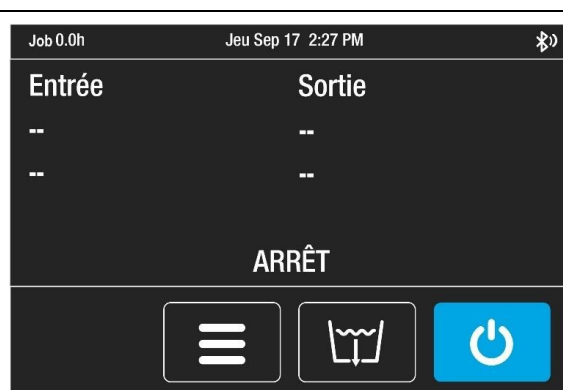 Job 0.0h Jeu Sep 17 2:27 PM
Entrée Sortie
-- --
-- --
ARRÊT